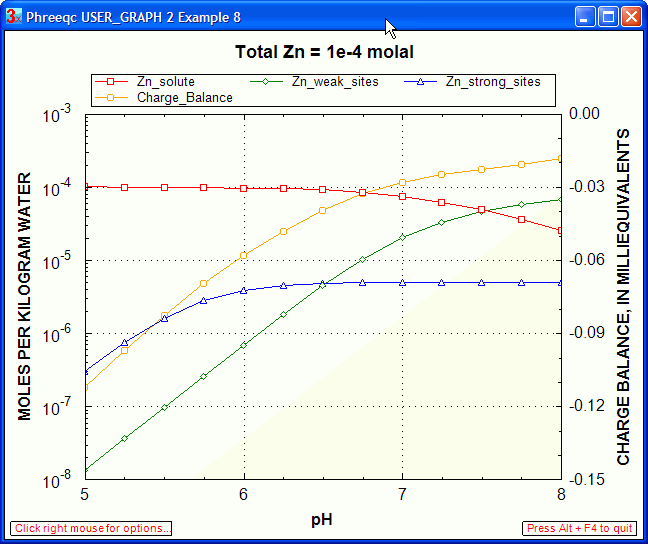 Phreeqc USER_GRAPH 2 Example 8
Total Zn = 1e-4 molal
Zn_solute Zn_weak_sites Zn_strong_sites
Charge_Balance
MOLES PER KILOGRAM WATER
10^-3
10^-4
10^-5
10^-6
10^-7
10^-8
0.00
-0.03
-0.06
-0.09
-0.12
-0.15
CHARGE BALANCE, IN MILLIEQUIVALENTS
5 6 7 8
pH
Click right mouse for options...
Press Alt + F4 to quit